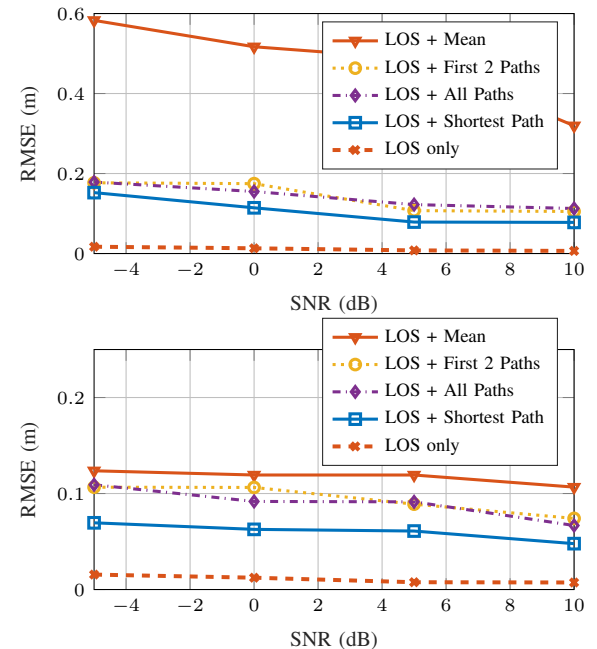 0.6
0.4
0.2
0
RMSE (m)
LOS + Mean
LOS + First 2 Paths
LOS + All Paths
LOS + Shortest Path
LOS only
−4 −2 0 2 4 6 8 10
SNR (dB)
0.2
0.1
0
RMSE (m)
LOS + Mean
LOS + First 2 Paths
LOS + All Paths
LOS + Shortest Path
LOS only
−4 −2 0 2 4 6 8 10
SNR (dB)